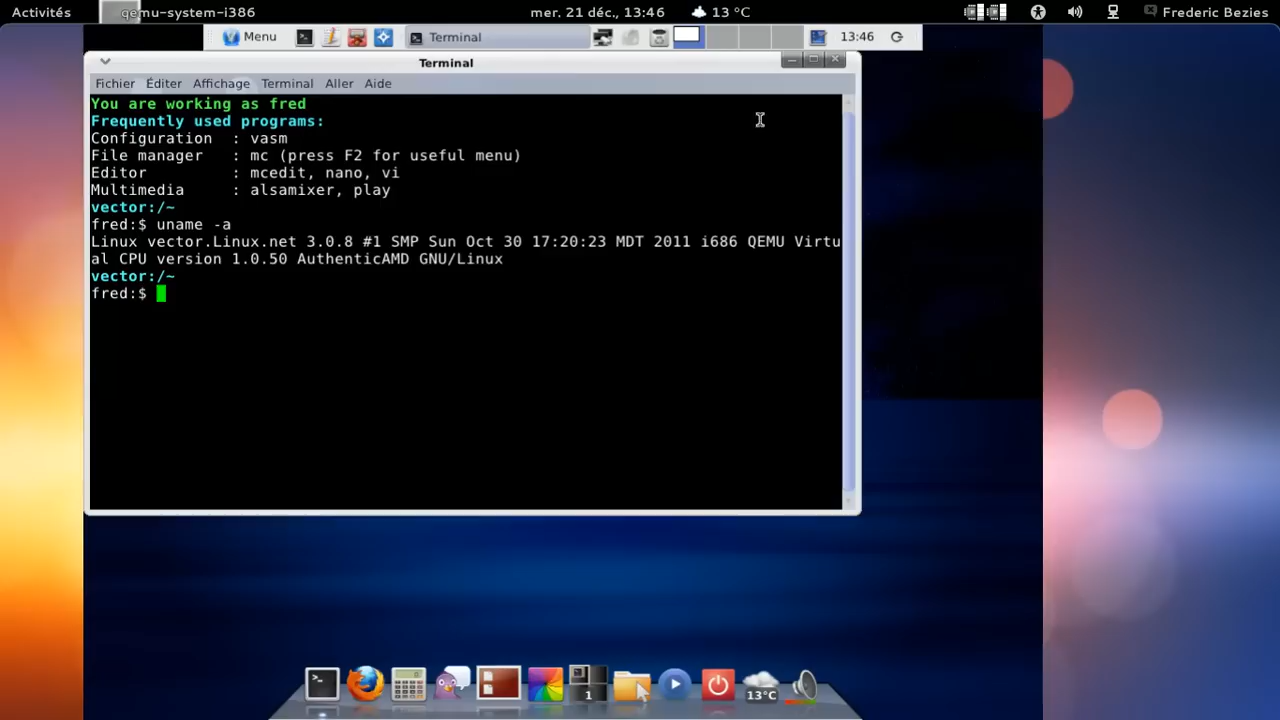 Activités qemu-system-i386 mer. 21 déc., 13:46 13 °C Frederic Bezies
Menu Terminal 13:46
Terminal
Fichier Éditer Affichage Terminal Aller Aide
You are working as fred
Frequently used programs:
Configuration : vasm
File manager : mc (press F2 for useful menu)
Editor : mcedit, nano, vi
Multimedia : alsamixer, play
vector:/~
fred:$ uname -a
Linux vector.Linux.net 3.0.8 #1 SMP Sun Oct 30 17:20:23 MDT 2011 i686 QEMU Virtu
al CPU version 1.0.50 AuthenticAMD GNU/Linux
vector:/~
fred:$
1 13°C